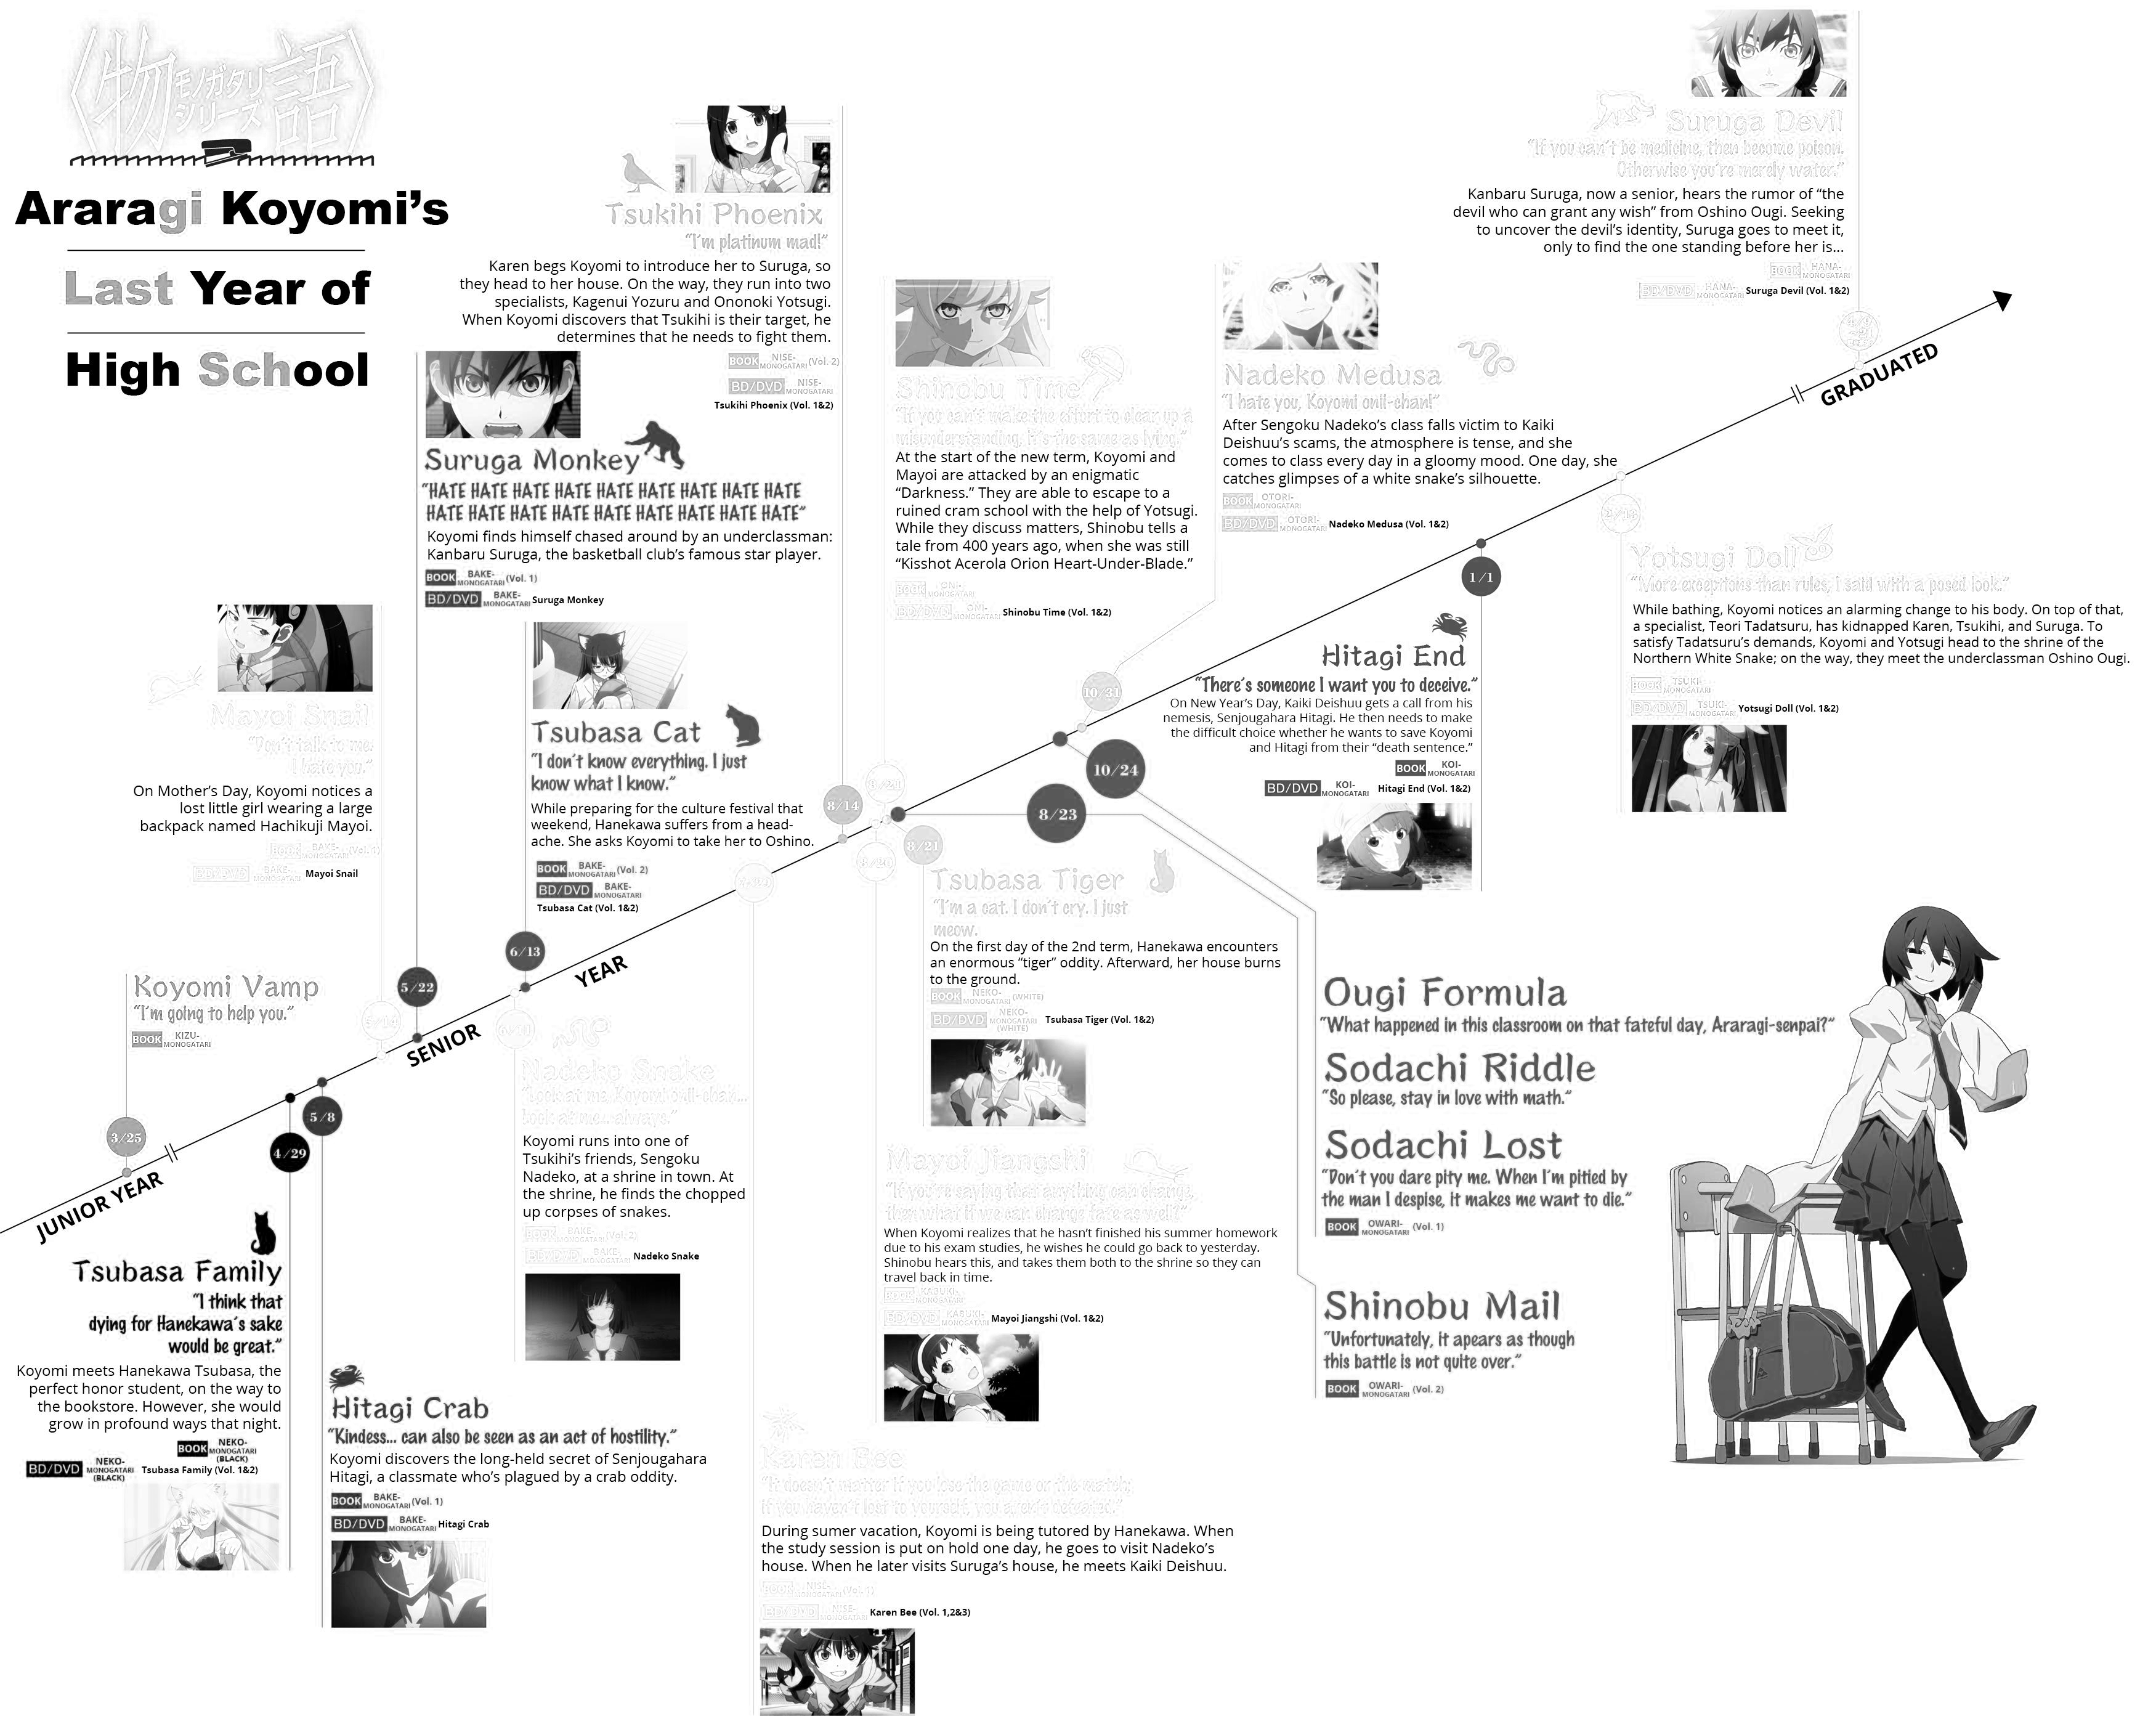 〈物語〉
モノガタリ
シリーズ
Araragi Koyomi's
Last Year of
High School
Tsukihi Phoenix
"I'm platinum mad!"
Karen begs Koyomi to introduce her to Suruga, so
they head to her house. On the way, they run into two
specialists, Kagenui Yozuru and Ononoki Yotsugi.
When Koyomi discovers that Tsukihi is their target, he
determines that he needs to fight them.
BOOK NISE-MONOGATARI (Vol. 2)
BD/DVD NISE-MONOGATARI
Tsukihi Phoenix (Vol. 1&2)
8/14
Suruga Devil
"If you can't be medicine, then become poison.
Otherwise you're merely water."
Kanbaru Suruga, now a senior, hears the rumor of "the
devil who can grant any wish" from Oshino Ougi. Seeking
to uncover the devil's identity, Suruga goes to meet it,
only to find the one standing before her is...
BOOK HANA-MONOGATARI
BD/DVD HANA-MONOGATARI Suruga Devil (Vol. 1&2)
GRADUATED
Suruga Monkey
"HATE HATE HATE HATE HATE HATE HATE HATE HATE
HATE HATE HATE HATE HATE HATE HATE HATE HATE"
Koyomi finds himself chased around by an underclassman:
Kanbaru Suruga, the basketball club's famous star player.
BOOK BAKE-MONOGATARI (Vol. 1)
BD/DVD BAKE-MONOGATARI Suruga Monkey
5/22
Shinobu Time
"If you can't make the effort to clear up a
misunderstanding, it's the same as lying."
At the start of the new term, Koyomi and
Mayoi are attacked by an enigmatic
"Darkness." They are able to escape to a
ruined cram school with the help of Yotsugi.
While they discuss matters, Shinobu tells a
tale from 400 years ago, when she was still
"Kisshot Acerola Orion Heart-Under-Blade."
BOOK ONI-MONOGATARI
BD/DVD ONI-MONOGATARI Shinobu Time (Vol. 1&2)
Nadeko Medusa
"I hate you, Koyomi onii-chan!"
After Sengoku Nadeko's class falls victim to Kaiki
Deishuu's scams, the atmosphere is tense, and she
comes to class every day in a gloomy mood. One day, she
catches glimpses of a white snake's silhouette.
BOOK OTORI-MONOGATARI
BD/DVD OTORI-MONOGATARI Nadeko Medusa (Vol. 1&2)
10/31
Yotsugi Doll
"More exceptions than rules, I said with a posed look."
While bathing, Koyomi notices an alarming change to his body. On top of that,
a specialist, Teori Tadatsuru, has kidnapped Karen, Tsukihi, and Suruga. To
satisfy Tadatsuru's demands, Koyomi and Yotsugi head to the shrine of the
Northern White Snake; on the way, they meet the underclassman Oshino Ougi.
BOOK TSUKI-MONOGATARI
BD/DVD TSUKI-MONOGATARI Yotsugi Doll (Vol. 1&2)
1/1
Hitagi End
"There's someone I want you to deceive."
On New Year's Day, Kaiki Deishuu gets a call from his
nemesis, Senjougahara Hitagi. He then needs to make
the difficult choice whether he wants to save Koyomi
and Hitagi from their "death sentence."
BOOK KOI-MONOGATARI
BD/DVD KOI-MONOGATARI Hitagi End (Vol. 1&2)
Mayoi Snail
"Don't talk to me.
I hate you."
On Mother's Day, Koyomi notices a
lost little girl wearing a large
backpack named Hachikuji Mayoi.
BOOK BAKE-MONOGATARI (Vol. 1)
BD/DVD BAKE-MONOGATARI Mayoi Snail
Tsubasa Cat
"I don't know everything. I just
know what I know."
While preparing for the culture festival that
weekend, Hanekawa suffers from a head-
ache. She asks Koyomi to take her to Oshino.
BOOK BAKE-MONOGATARI (Vol. 2)
BD/DVD BAKE-MONOGATARI
Tsubasa Cat (Vol. 1&2)
6/13
10/24
8/23
8/21
Tsubasa Tiger
"I'm a cat. I don't cry. I just
meow.
On the first day of the 2nd term, Hanekawa encounters
an enormous "tiger" oddity. Afterward, her house burns
to the ground.
BOOK NEKO-MONOGATARI (WHITE)
BD/DVD NEKO-MONOGATARI (WHITE) Tsubasa Tiger (Vol. 1&2)
Koyomi Vamp
"I'm going to help you."
BOOK KIZU-MONOGATARI
3/25
JUNIOR YEAR
SENIOR YEAR
4/29
5/8
Ougi Formula
"What happened in this classroom on that fateful day, Araragi-senpai?"
Sodachi Riddle
"So please, stay in love with math."
Sodachi Lost
"Don't you dare pity me. When I'm pitied by
the man I despise, it makes me want to die."
BOOK OWARI-MONOGATARI (Vol. 1)
Shinobu Mail
"Unfortunately, it apears as though
this battle is not quite over."
BOOK OWARI-MONOGATARI (Vol. 2)
Nadeko Snake
Koyomi runs into one of
Tsukihi's friends, Sengoku
Nadeko, at a shrine in town. At
the shrine, he finds the chopped
up corpses of snakes.
BOOK BAKE-MONOGATARI (Vol. 2)
BD/DVD BAKE-MONOGATARI Nadeko Snake
Mayoi Jiangshi
"If you're saying that anything can change,
then what if we can change fate as well?"
When Koyomi realizes that he hasn't finished his summer homework
due to his exam studies, he wishes he could go back to yesterday.
Shinobu hears this, and takes them both to the shrine so they can
travel back in time.
BOOK KABUKI-MONOGATARI
BD/DVD KABUKI-MONOGATARI Mayoi Jiangshi (Vol. 1&2)
Tsubasa Family
"I think that
dying for Hanekawa's sake
would be great."
Koyomi meets Hanekawa Tsubasa, the
perfect honor student, on the way to
the bookstore. However, she would
grow in profound ways that night.
BOOK NEKO-MONOGATARI (BLACK)
BD/DVD NEKO-MONOGATARI (BLACK) Tsubasa Family (Vol. 1&2)
Hitagi Crab
"Kindess... can also be seen as an act of hostility."
Koyomi discovers the long-held secret of Senjougahara
Hitagi, a classmate who's plagued by a crab oddity.
BOOK BAKE-MONOGATARI (Vol. 1)
BD/DVD BAKE-MONOGATARI Hitagi Crab
Karen Bee
"It doesn't matter if you lose the game or the match;
if you haven't lost to yourself, you aren't defeated."
During sumer vacation, Koyomi is being tutored by Hanekawa. When
the study session is put on hold one day, he goes to visit Nadeko's
house. When he later visits Suruga's house, he meets Kaiki Deishuu.
BOOK NISE-MONOGATARI (Vol. 1)
BD/DVD NISE-MONOGATARI Karen Bee (Vol. 1,2&3)